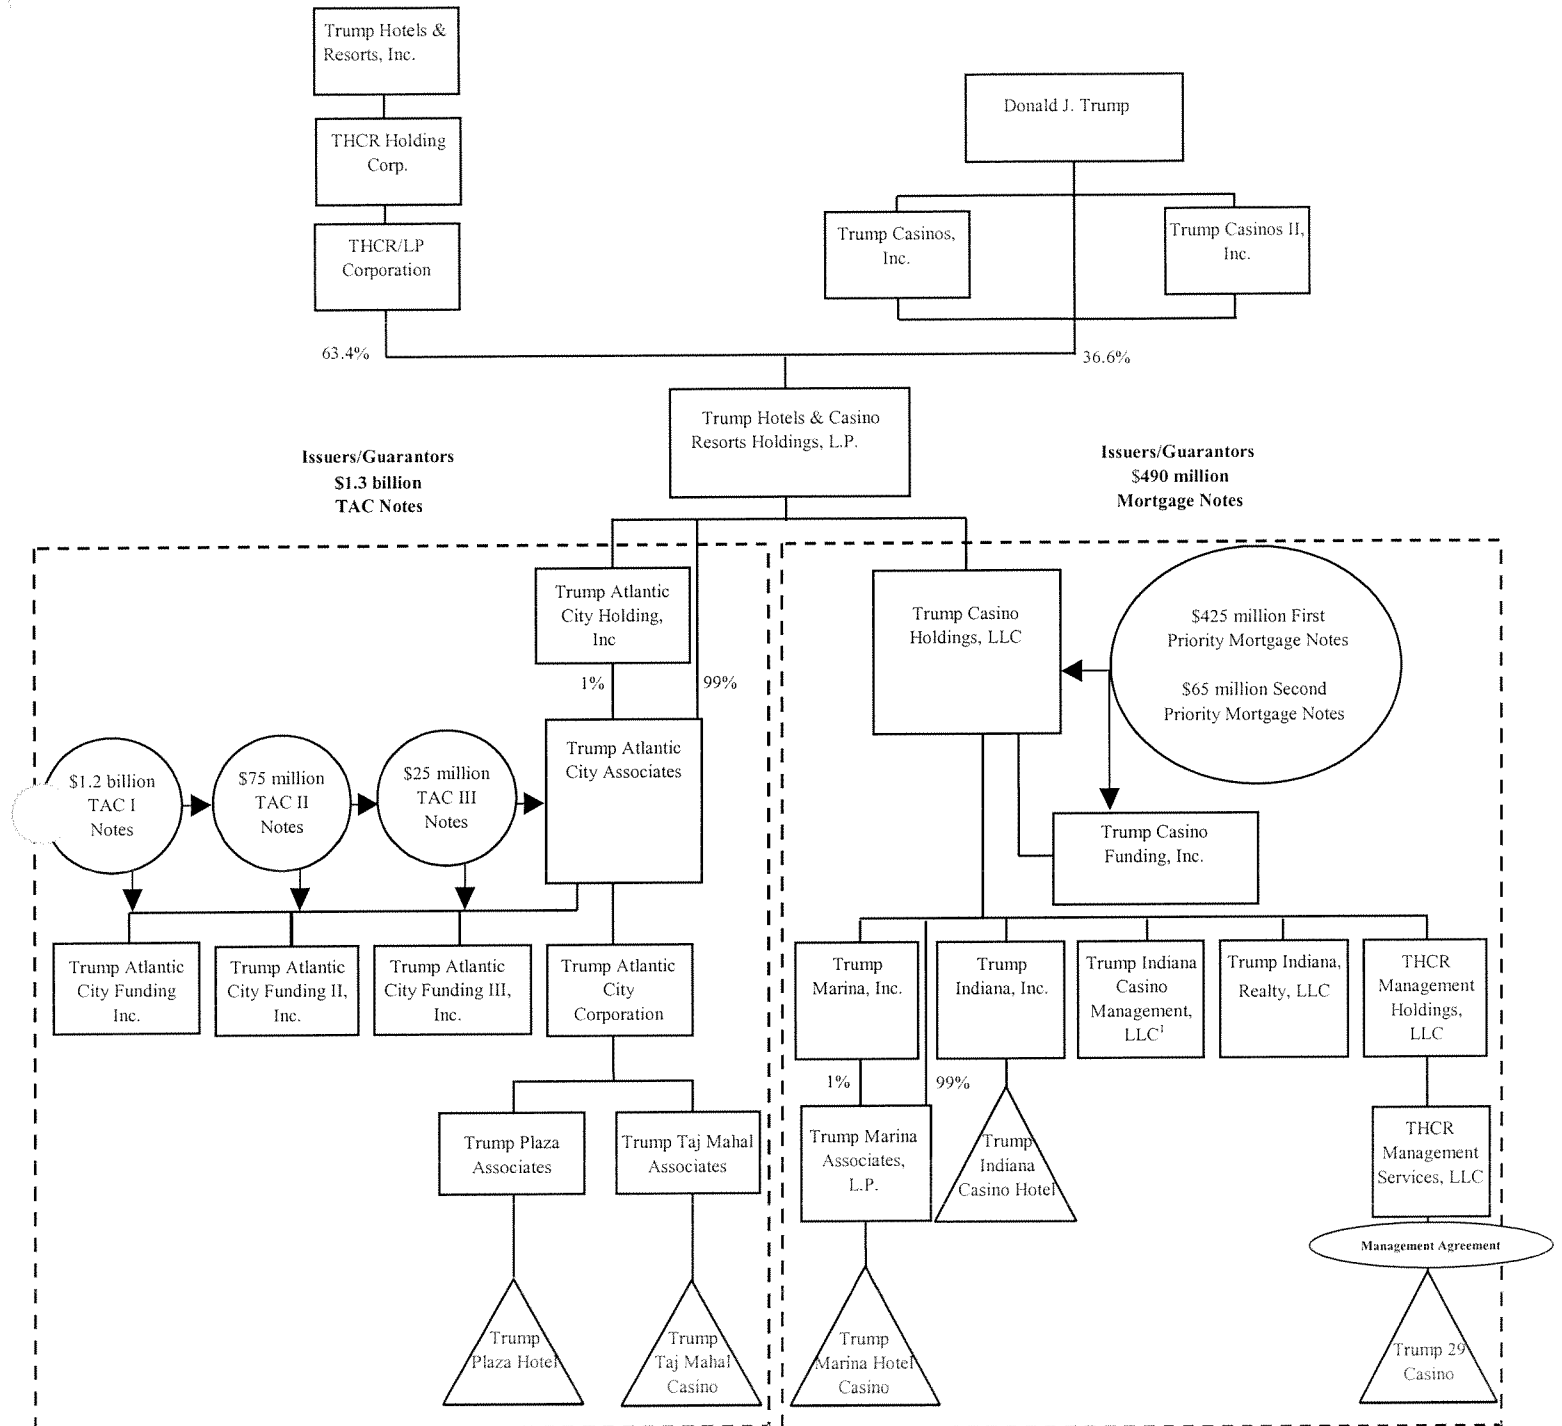 Trump Hotels &
Resorts, Inc.
Donald J. Trump
THCR Holding
Corp.
THCR/LP
Corporation
Trump Casinos,
Inc.
Trump Casinos II,
Inc.
63.4%
36.6%
Trump Hotels & Casino
Resorts Holdings, L.P.
Issuers/Guarantors
$1.3 billion
TAC Notes
Issuers/Guarantors
$490 million
Mortgage Notes
Trump Atlantic
City Holding,
Inc
1%
99%
Trump Casino
Holdings, LLC
$425 million First
Priority Mortgage Notes
$65 million Second
Priority Mortgage Notes
$1.2 billion
TAC I
Notes
$75 million
TAC II
Notes
$25 million
TAC III
Notes
Trump Atlantic
City Associates
Trump Casino
Funding, Inc.
Trump Atlantic
City Funding
Inc.
Trump Atlantic
City Funding II,
Inc.
Trump Atlantic
City Funding III,
Inc.
Trump Atlantic
City
Corporation
Trump
Marina, Inc.
Trump
Indiana, Inc.
Trump Indiana
Casino
Management,
LLC¹
Trump Indiana,
Realty, LLC
THCR
Management
Holdings,
LLC
1%
99%
Trump Plaza
Associates
Trump Taj Mahal
Associates
Trump Marina
Associates,
L.P.
Trump
Indiana
Casino Hotel
THCR
Management
Services, LLC
Management Agreement
Trump
Plaza Hotel
Trump
Taj Mahal
Casino
Trump
Marina Hotel
Casino
Trump 29
Casino